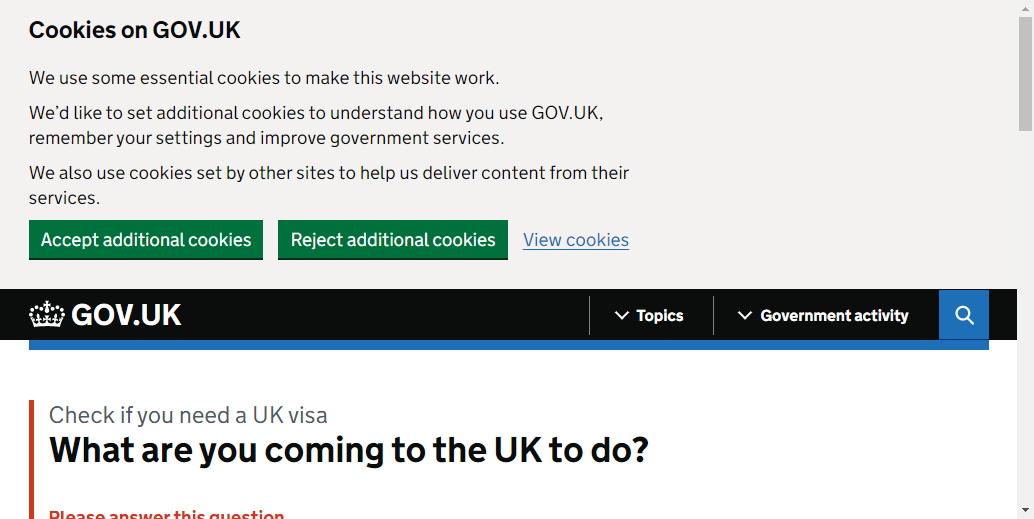 Cookies on GOV.UK
We use some essential cookies to make this website work.
We'd like to set additional cookies to understand how you use GOV.UK,
remember your settings and improve government services.
We also use cookies set by other sites to help us deliver content from their
services.
Accept additional cookies Reject additional cookies View cookies
GOV.UK Topics Government activity
Check if you need a UK visa
What are you coming to the UK to do?
Please answer this question